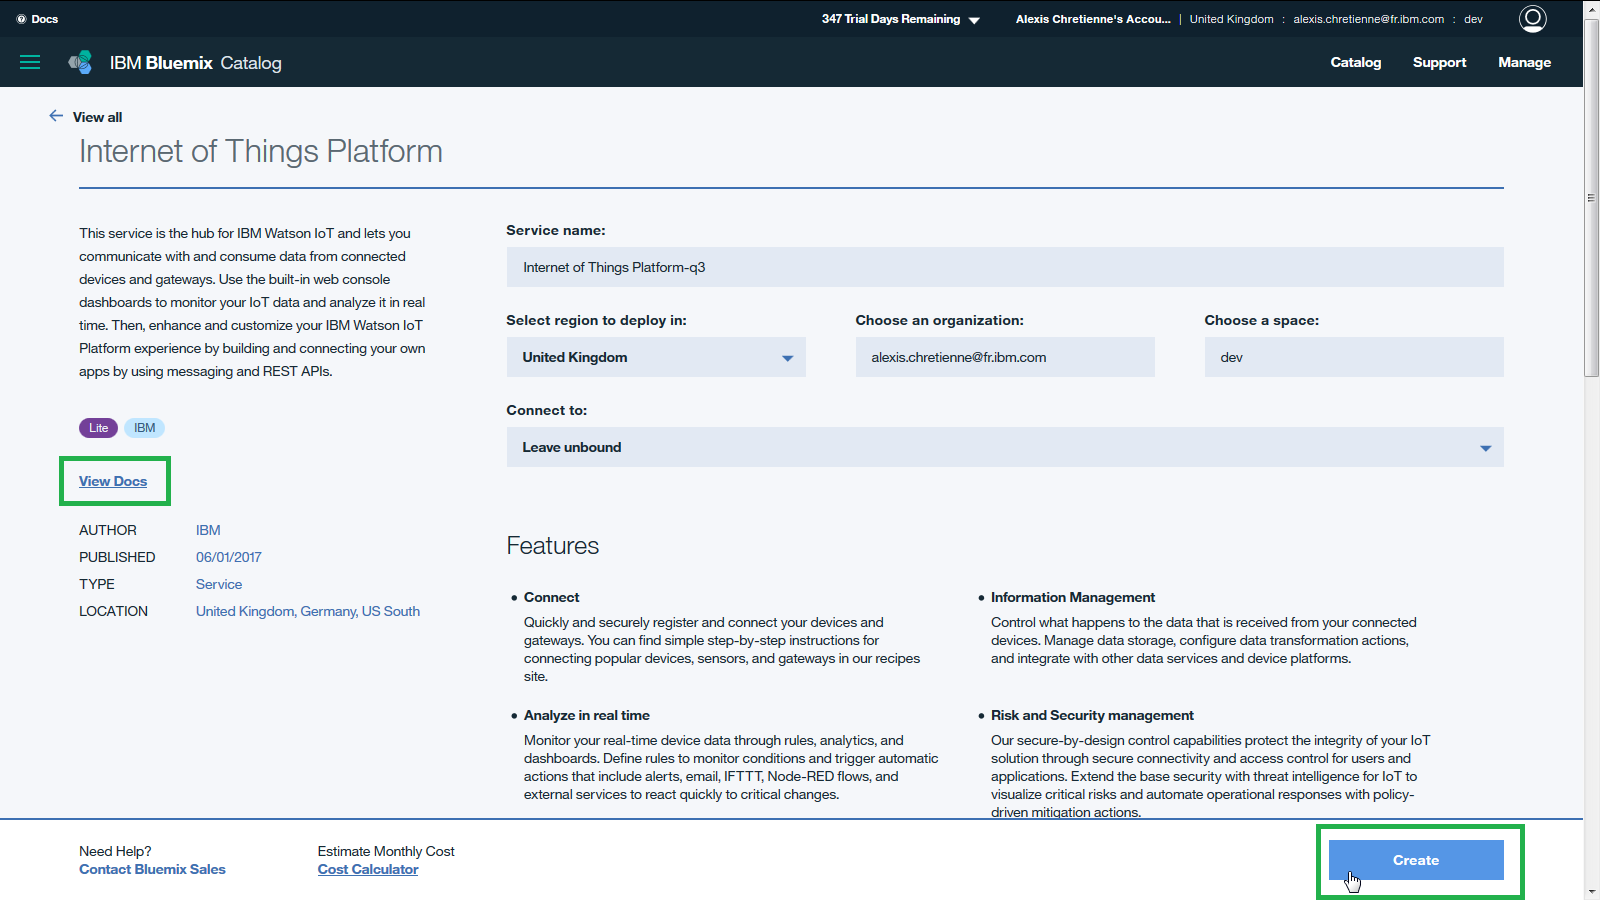 Docs
347 Trial Days Remaining
Alexis Chretienne's Accou... | United Kingdom : alexis.chretienne@fr.ibm.com : dev
IBM Bluemix Catalog
Catalog Support Manage
View all
Internet of Things Platform
This service is the hub for IBM Watson IoT and lets you
communicate with and consume data from connected
devices and gateways. Use the built-in web console
dashboards to monitor your IoT data and analyze it in real
time. Then, enhance and customize your IBM Watson IoT
Platform experience by building and connecting your own
apps by using messaging and REST APIs.
Lite IBM
View Docs
AUTHOR IBM
PUBLISHED 06/01/2017
TYPE Service
LOCATION United Kingdom, Germany, US South
Service name:
Internet of Things Platform-q3
Select region to deploy in: Choose an organization: Choose a space:
United Kingdom alexis.chretienne@fr.ibm.com dev
Connect to:
Leave unbound
Features
• Connect
Quickly and securely register and connect your devices and
gateways. You can find simple step-by-step instructions for
connecting popular devices, sensors, and gateways in our recipes
site.
• Information Management
Control what happens to the data that is received from your connected
devices. Manage data storage, configure data transformation actions,
and integrate with other data services and device platforms.
• Analyze in real time
Monitor your real-time device data through rules, analytics, and
dashboards. Define rules to monitor conditions and trigger automatic
actions that include alerts, email, IFTTT, Node-RED flows, and
external services to react quickly to critical changes.
• Risk and Security management
Our secure-by-design control capabilities protect the integrity of your IoT
solution through secure connectivity and access control for users and
applications. Extend the base security with threat intelligence for IoT to
visualize critical risks and automate operational responses with policy-
driven mitigation actions.
Need Help?
Contact Bluemix Sales
Estimate Monthly Cost
Cost Calculator
Create